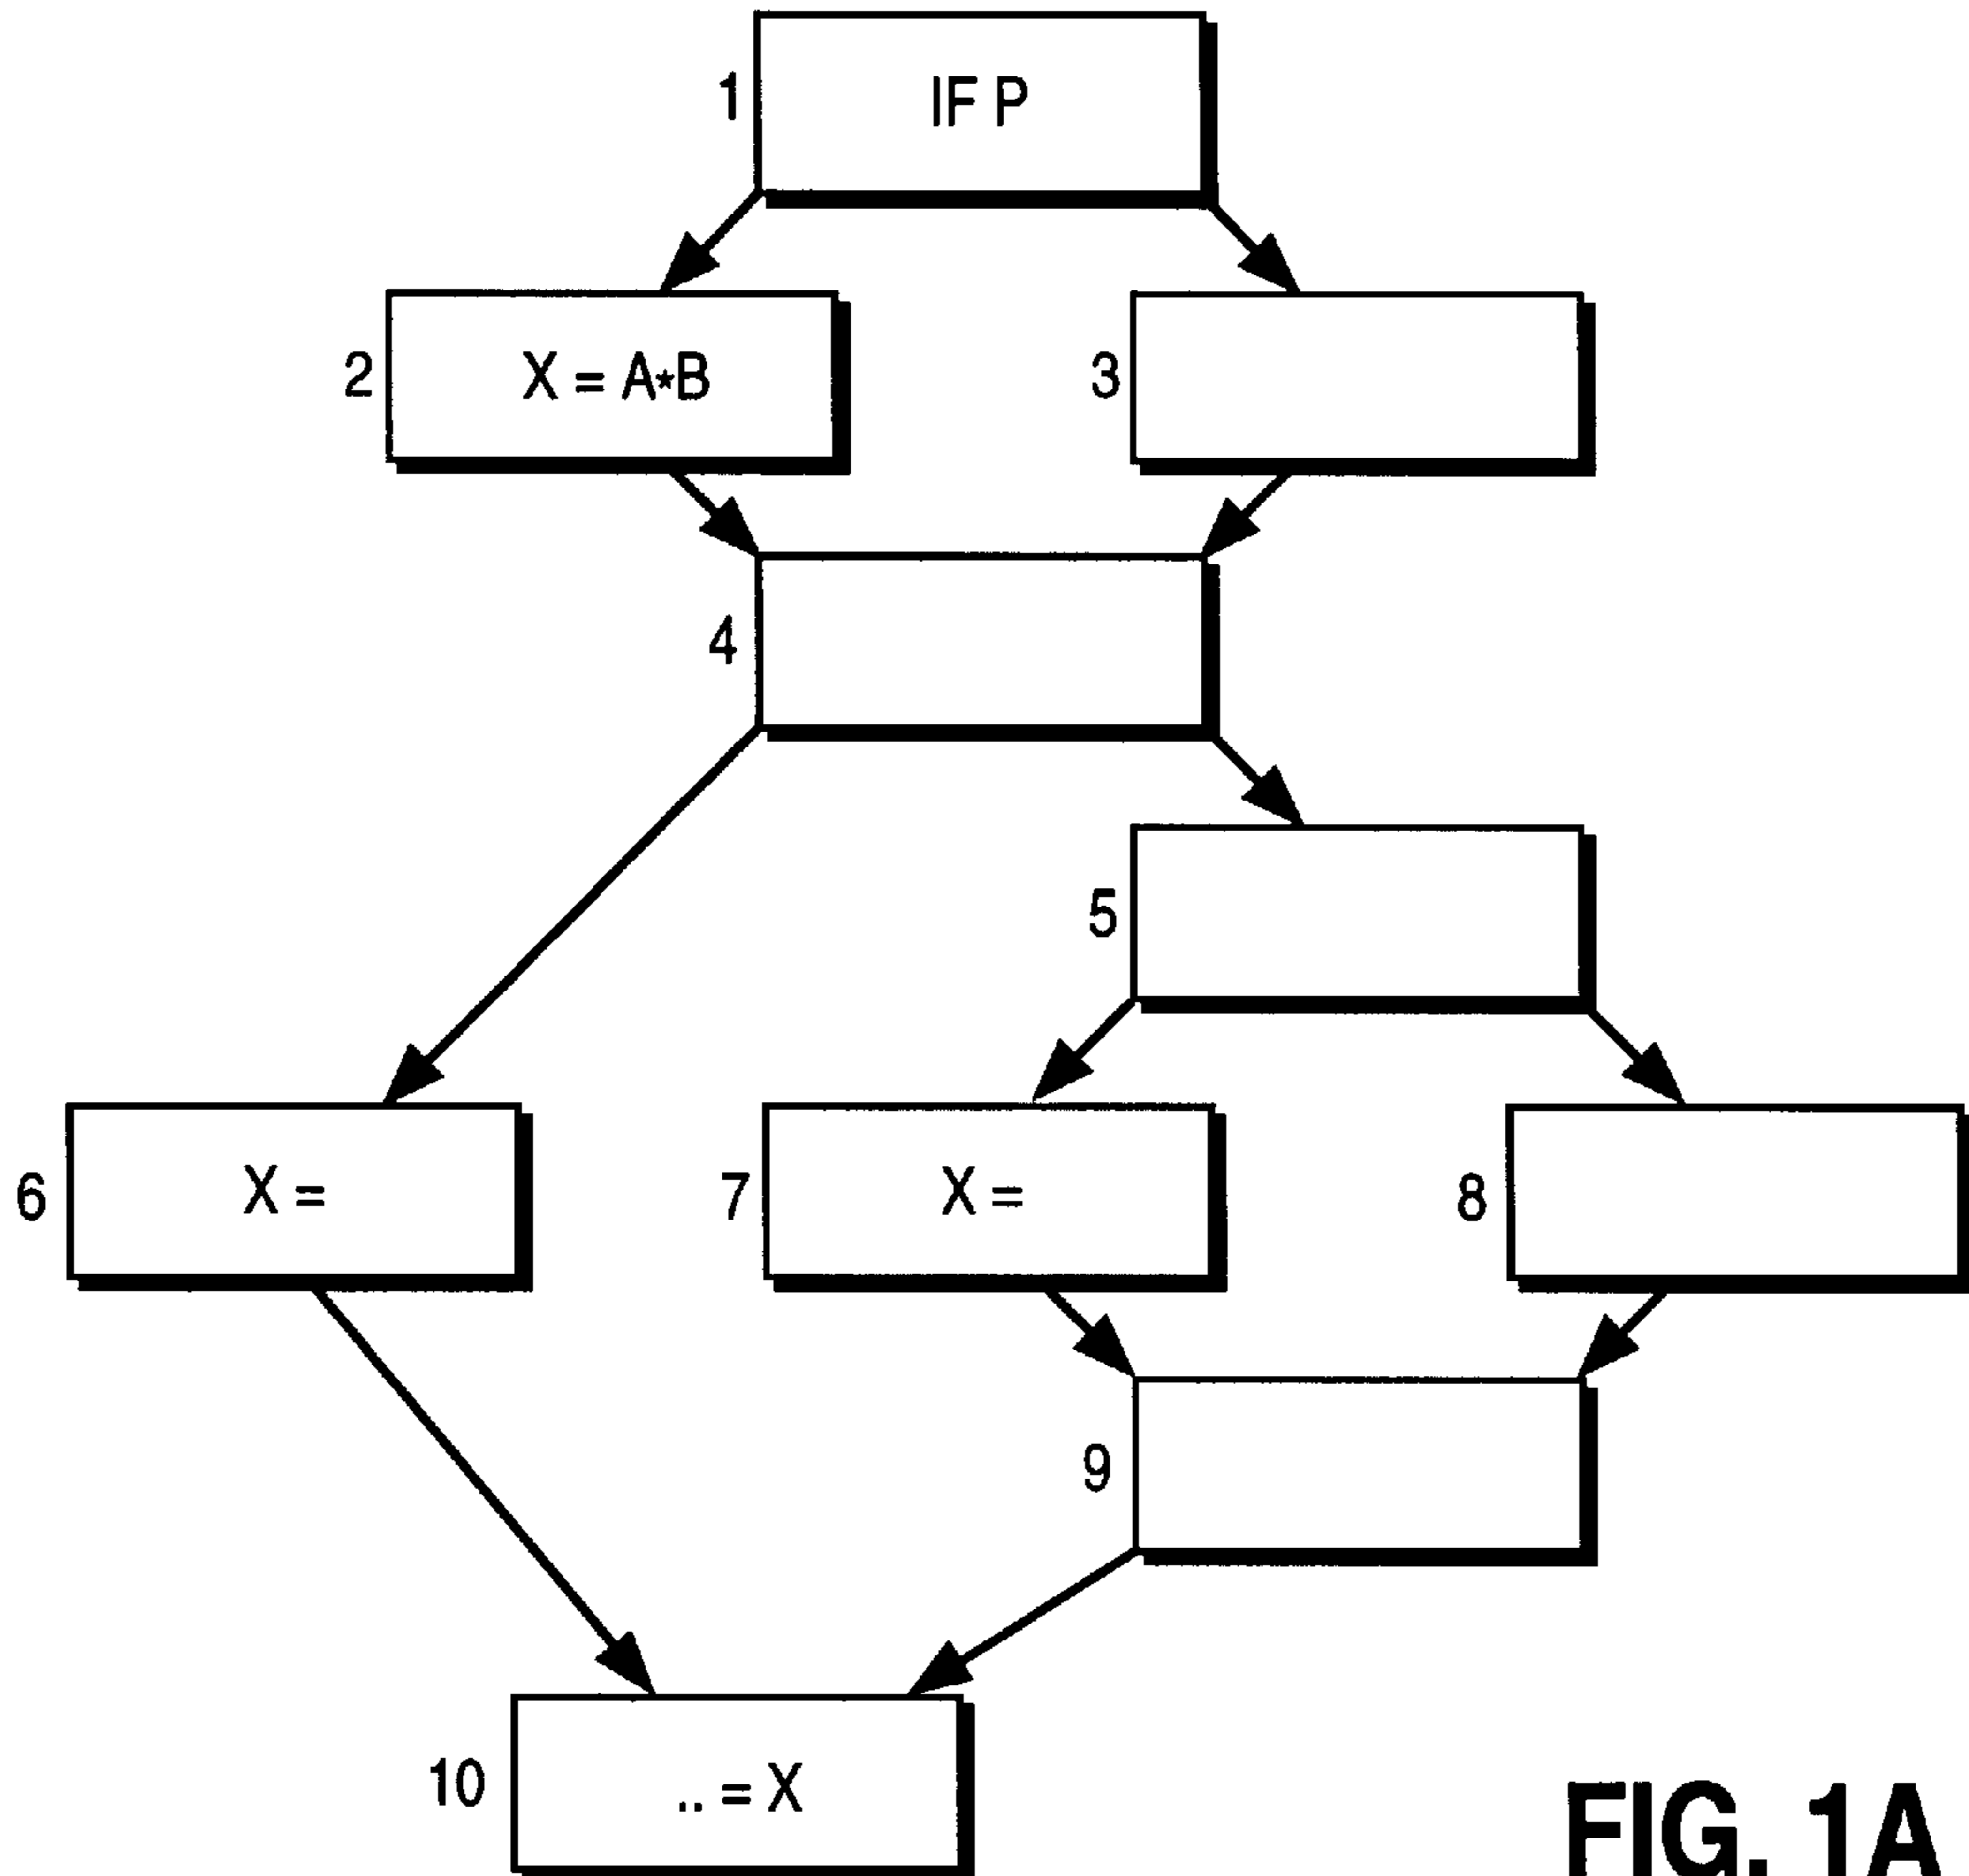 1
IF P
2
X = A*B
3
4
5
6
X =
7
X =
8
9
10
.. = X
FIG. 1A